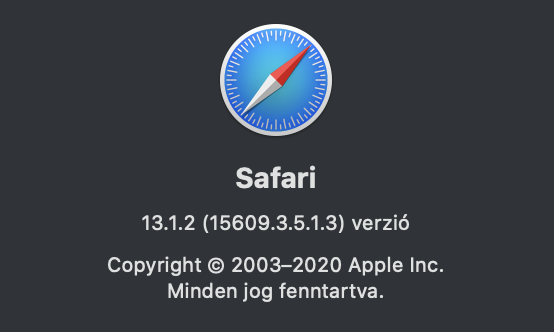 Safari
13.1.2 (15609.3.5.1.3) verzió
Copyright © 2003–2020 Apple Inc.
Minden jog fenntartva.